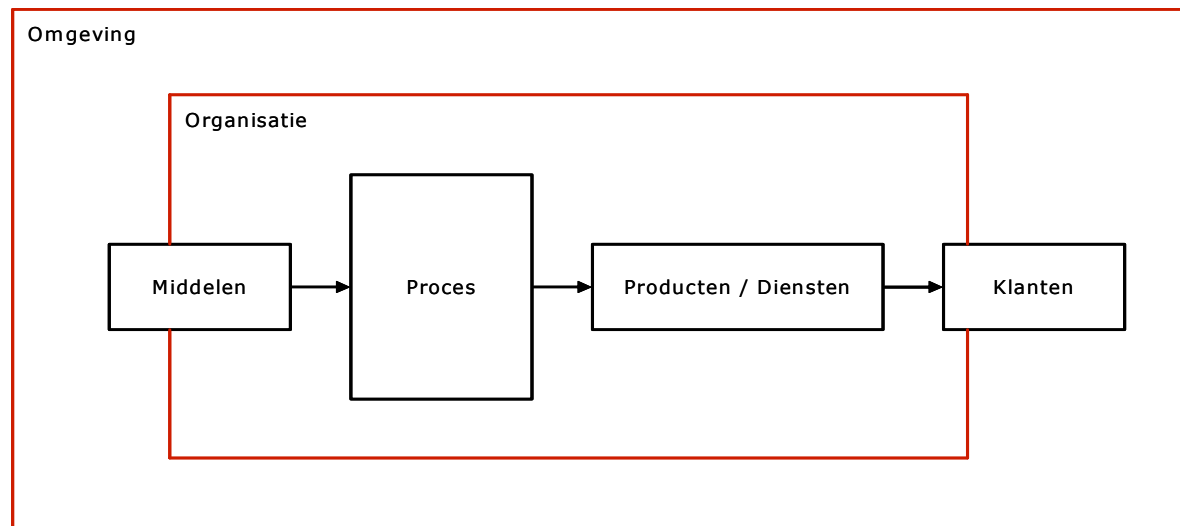 Omgeving
Organisatie
Middelen
Proces
Producten / Diensten
Klanten